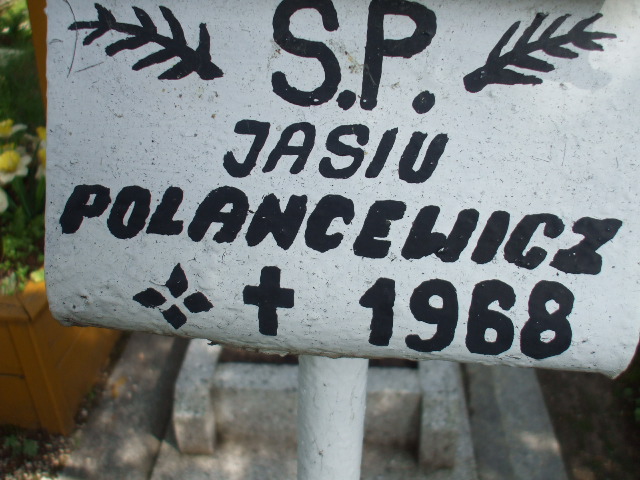 S.P.
JASIU
POLANCEWICZ
✝ 1968